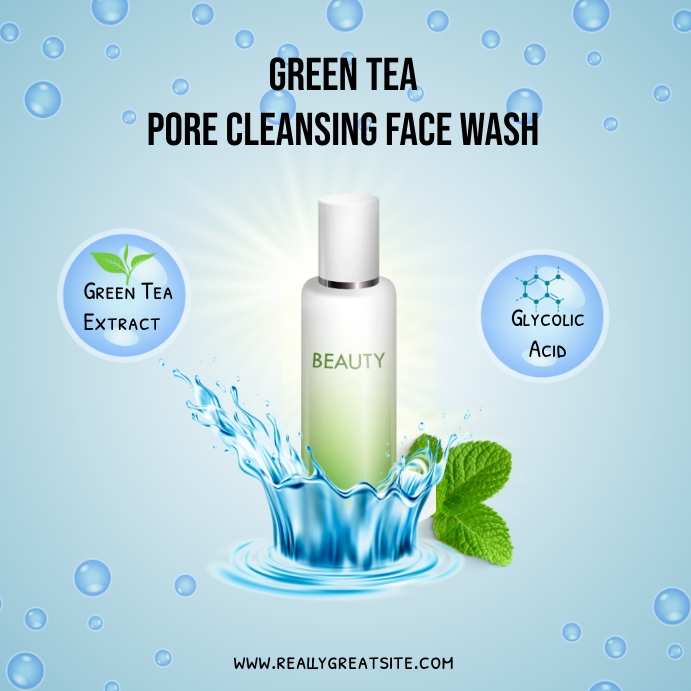 GREEN TEA
PORE CLEANSING FACE WASH
Green Tea
Extract
Glycolic
Acid
BEAUTY
WWW.REALLYGREATSITE.COM